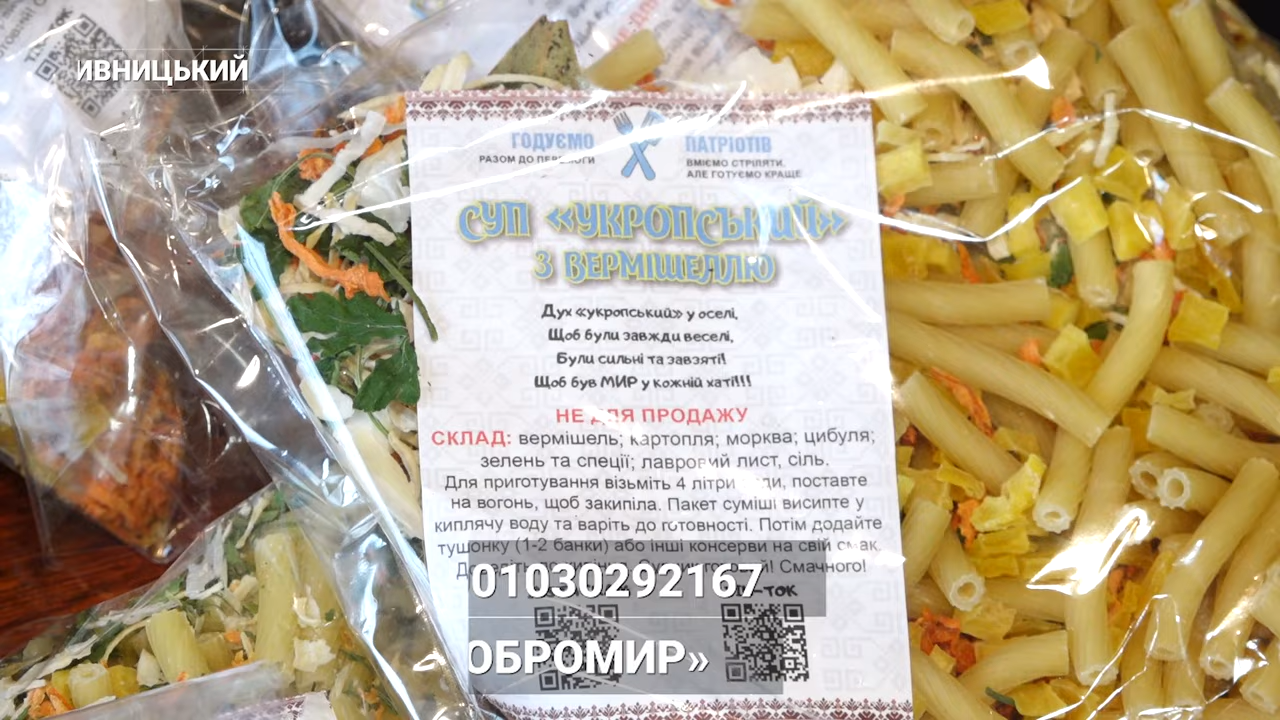 ИВНИЦЬКИЙ
ГОДУЄМО
РАЗОМ ДО ПЕРЕМОГИ
ПАТРІОТІВ
ВМІЄМО СТРІЛЯТИ,
АЛЕ ГОТУЄМО КРАЩЕ
СУП «УКРОПСЬКИЙ»
З ВЕРМІШЕЛЛЮ
Дух «укропський» у оселі,
Щоб були завжди веселі,
Були сильні та завзяті!
Щоб був МИР у кожній хаті!!!
НЕ ДЛЯ ПРОДАЖУ
СКЛАД: вермішель; картопля; морква; цибуля;
зелень та спеції; лавровий лист, сіль.
Для приготування візьміть 4 літри води, поставте
на вогонь, щоб закипіла. Пакет суміші висипте у
киплячу воду та варіть до готовності. Потім додайте
тушонку (1-2 банки) або інші консерви на свій смак.
Смачного!
01030292167
ОБРОМИР»